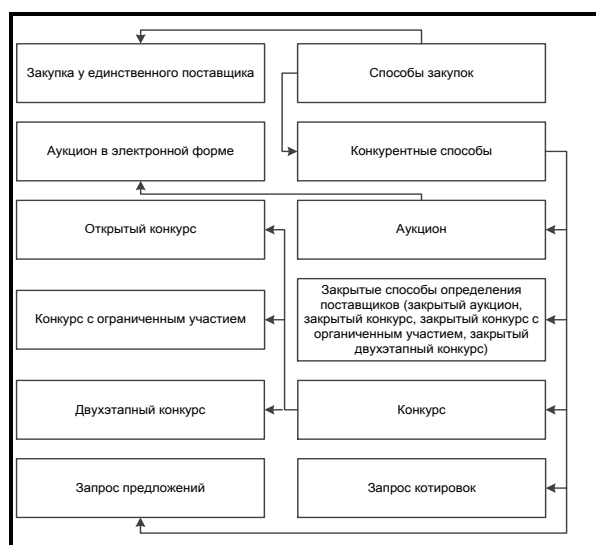 Закупка у единственного поставщика
Способы закупок
Аукцион в электронной форме
Конкурентные способы
Открытый конкурс
Аукцион
Конкурс с ограниченным участием
Закрытые способы определения
поставщиков (закрытый аукцион,
закрытый конкурс, закрытый конкурс с
органиченным участием, закрытый
двухэтапный конкурс)
Двухэтапный конкурс
Конкурс
Запрос предложений
Запрос котировок